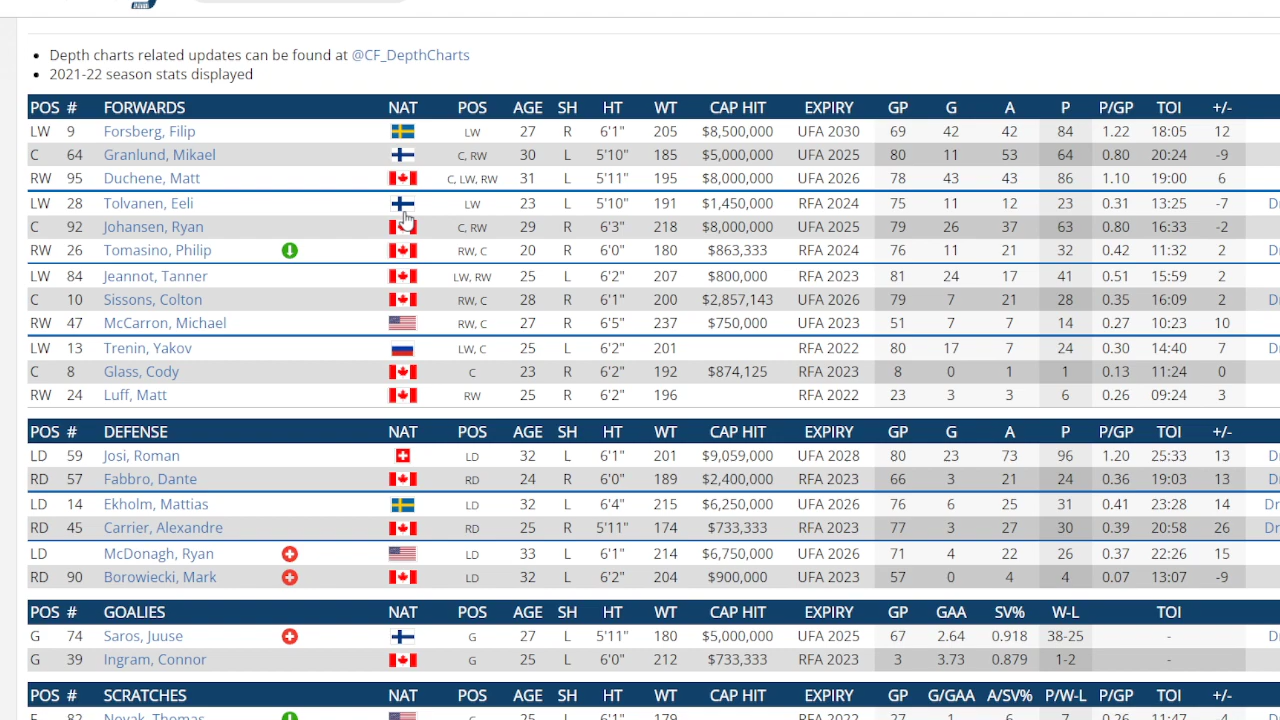 Depth charts related updates can be found at @CF_DepthCharts
2021-22 season stats displayed
POS # FORWARDS NAT POS AGE SH HT WT CAP HIT EXPIRY GP G A P P/GP TOI +/-
LW 9 Forsberg, Filip LW 27 R 6'1" 205 $8,500,000 UFA 2030 69 42 42 84 1.22 18:05 12
C 64 Granlund, Mikael C, RW 30 L 5'10" 185 $5,000,000 UFA 2025 80 11 53 64 0.80 20:24 -9
RW 95 Duchene, Matt C, LW, RW 31 L 5'11" 195 $8,000,000 UFA 2026 78 43 43 86 1.10 19:00 6
LW 28 Tolvanen, Eeli LW 23 L 5'10" 191 $1,450,000 RFA 2024 75 11 12 23 0.31 13:25 -7
C 92 Johansen, Ryan C, RW 29 R 6'3" 218 $8,000,000 UFA 2025 79 26 37 63 0.80 16:33 -2
RW 26 Tomasino, Philip RW, C 20 R 6'0" 180 $863,333 RFA 2024 76 11 21 32 0.42 11:32 2
LW 84 Jeannot, Tanner LW, RW 25 L 6'2" 207 $800,000 RFA 2023 81 24 17 41 0.51 15:59 2
C 10 Sissons, Colton RW, C 28 R 6'1" 200 $2,857,143 UFA 2026 79 7 21 28 0.35 16:09 2
RW 47 McCarron, Michael RW, C 27 R 6'5" 237 $750,000 UFA 2023 51 7 7 14 0.27 10:23 10
LW 13 Trenin, Yakov LW, C 25 L 6'2" 201 RFA 2022 80 17 7 24 0.30 14:40 7
C 8 Glass, Cody C 23 R 6'2" 192 $874,125 RFA 2023 8 0 1 1 0.13 11:24 0
RW 24 Luff, Matt RW 25 R 6'2" 196 RFA 2022 23 3 3 6 0.26 09:24 3
POS # DEFENSE NAT POS AGE SH HT WT CAP HIT EXPIRY GP G A P P/GP TOI +/-
LD 59 Josi, Roman LD 32 L 6'1" 201 $9,059,000 UFA 2028 80 23 73 96 1.20 25:33 13
RD 57 Fabbro, Dante RD 24 R 6'0" 189 $2,400,000 RFA 2023 66 3 21 24 0.36 19:03 13
LD 14 Ekholm, Mattias LD 32 L 6'4" 215 $6,250,000 UFA 2026 76 6 25 31 0.41 23:28 14
RD 45 Carrier, Alexandre RD 25 R 5'11" 174 $733,333 RFA 2023 77 3 27 30 0.39 20:58 26
LD McDonagh, Ryan LD 33 L 6'1" 214 $6,750,000 UFA 2026 71 4 22 26 0.37 22:26 15
RD 90 Borowiecki, Mark LD 32 L 6'2" 204 $900,000 UFA 2023 57 0 4 4 0.07 13:07 -9
POS # GOALIES NAT POS AGE SH HT WT CAP HIT EXPIRY GP GAA SV% W-L TOI
G 74 Saros, Juuse G 27 L 5'11" 180 $5,000,000 UFA 2025 67 2.64 0.918 38-25 -
G 39 Ingram, Connor G 25 L 6'0" 212 $733,333 RFA 2023 3 3.73 0.879 1-2 -
POS # SCRATCHES NAT POS AGE SH HT WT CAP HIT EXPIRY GP G/GAA A/SV% P/W-L P/GP TOI +/-